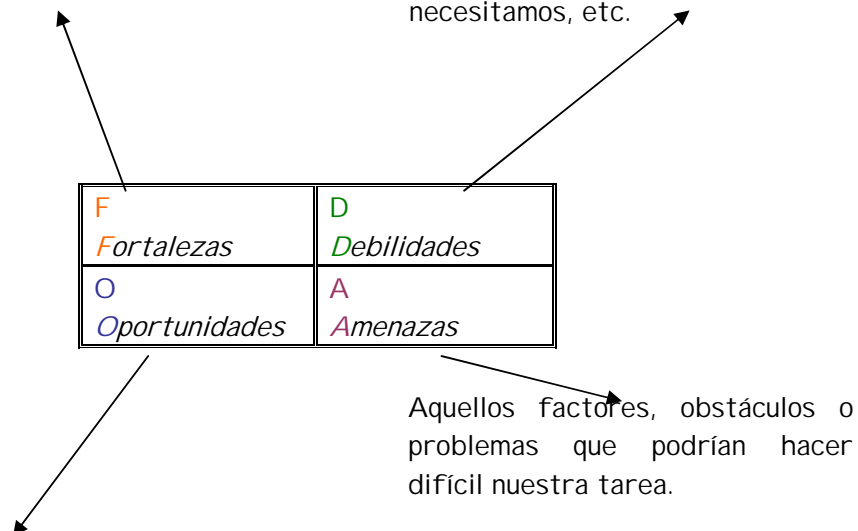 necesitamos, etc.
F
D
Fortalezas
Debilidades
O
A
Oportunidades
Amenazas
Aquellos factores, obstáculos o
problemas que podrían hacer
difícil nuestra tarea.